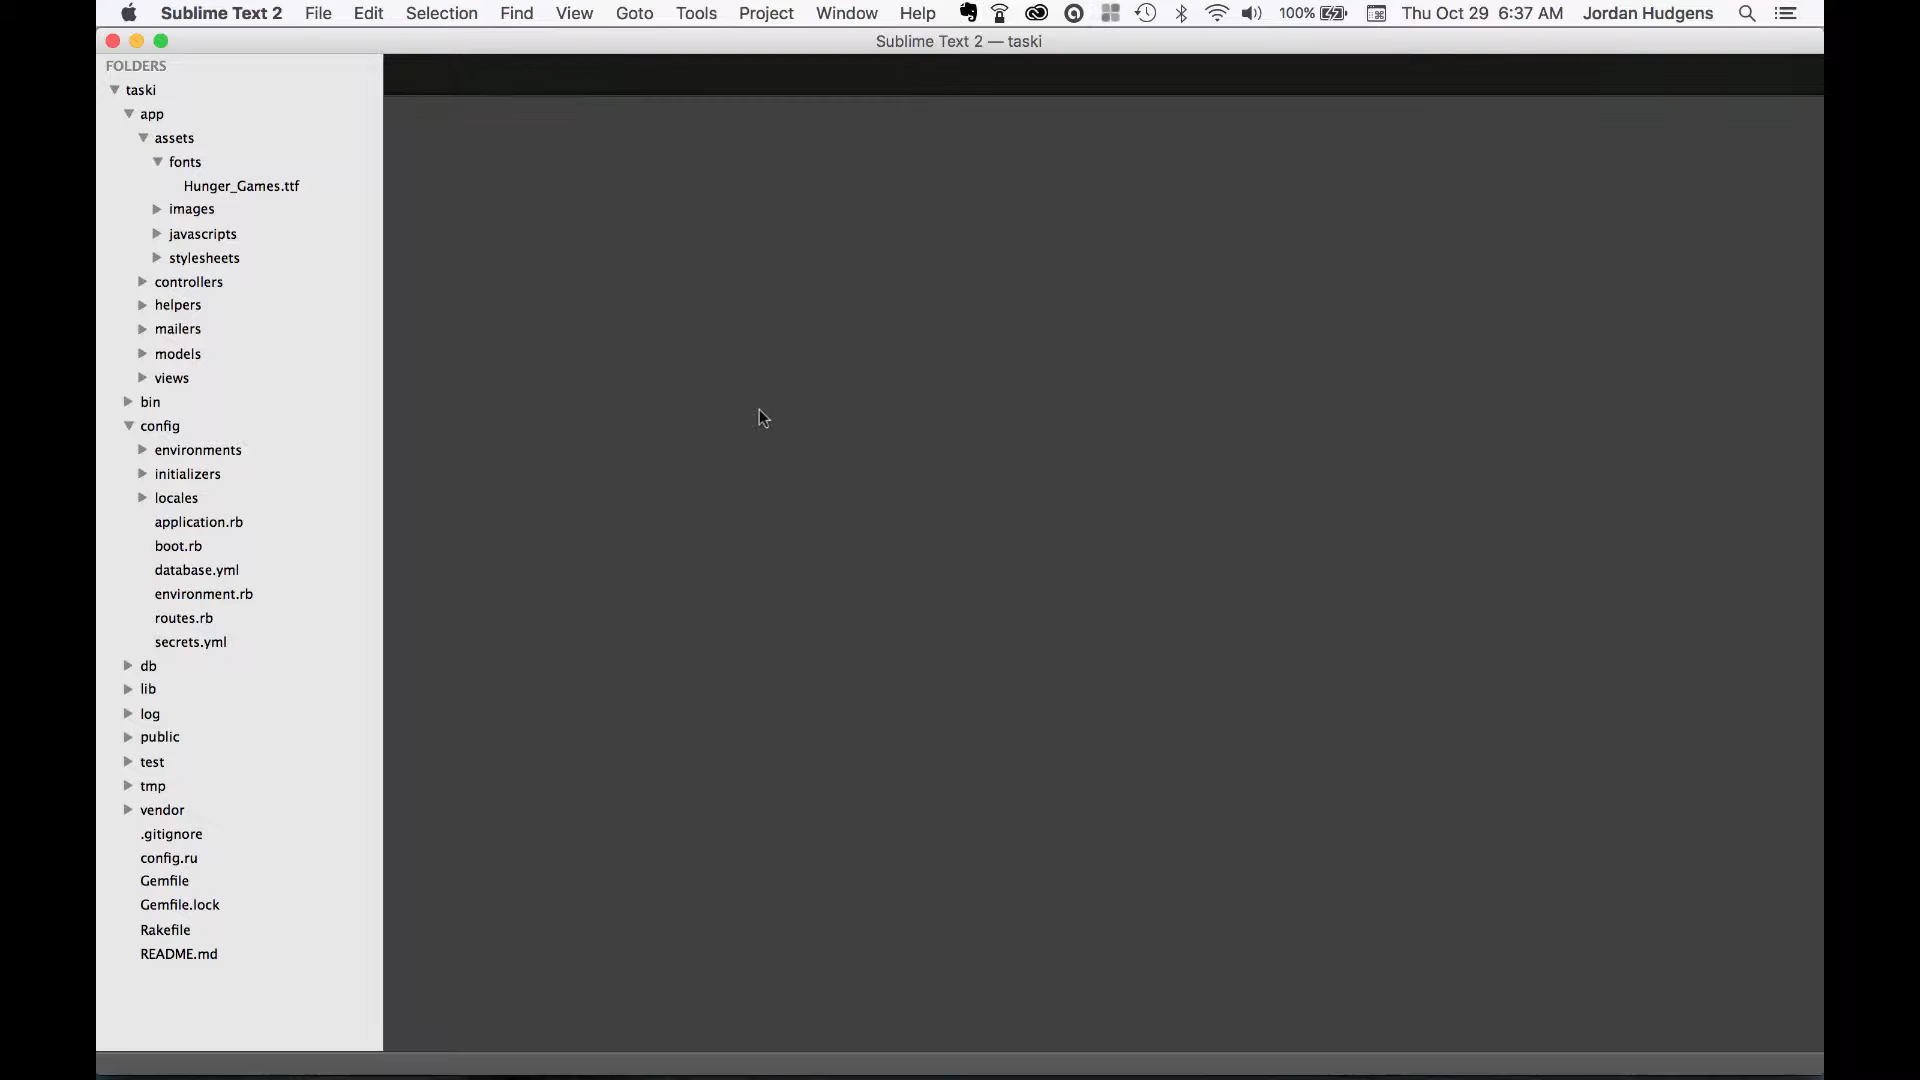 Sublime Text 2 File Edit Selection Find View Goto Tools Project Window Help 100% Thu Oct 29 6:37 AM Jordan Hudgens
Sublime Text 2 — taski
FOLDERS
taski
app
assets
fonts
Hunger_Games.ttf
images
javascripts
stylesheets
controllers
helpers
mailers
models
views
bin
config
environments
initializers
locales
application.rb
boot.rb
database.yml
environment.rb
routes.rb
secrets.yml
db
lib
log
public
test
tmp
vendor
.gitignore
config.ru
Gemfile
Gemfile.lock
Rakefile
README.md